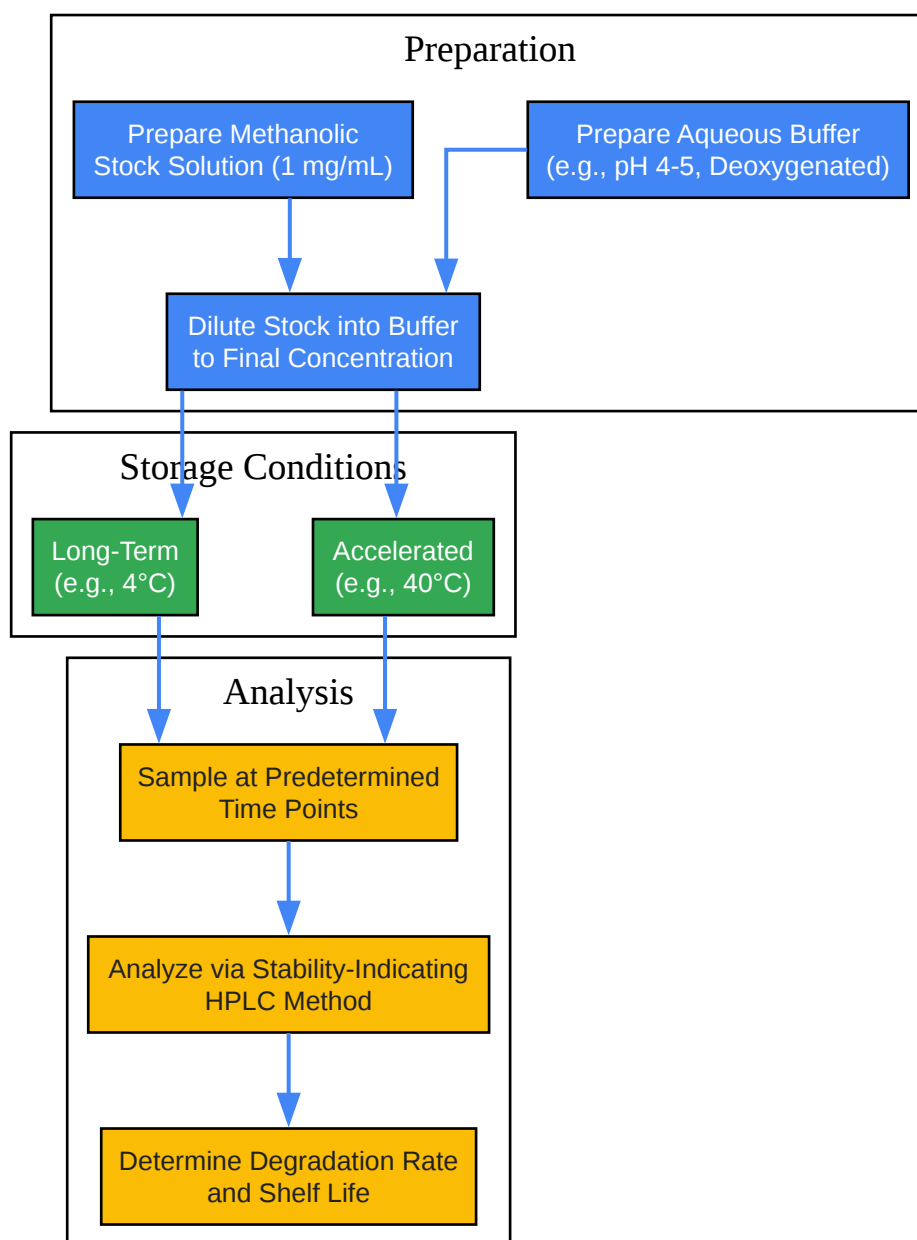 Preparation
Prepare Methanolic
Stock Solution (1 mg/mL)
Prepare Aqueous Buffer
(e.g., pH 4-5, Deoxygenated)
Dilute Stock into Buffer
to Final Concentration
Storage Conditions
Long-Term
(e.g., 4°C)
Accelerated
(e.g., 40°C)
Analysis
Sample at Predetermined
Time Points
Analyze via Stability-Indicating
HPLC Method
Determine Degradation Rate
and Shelf Life